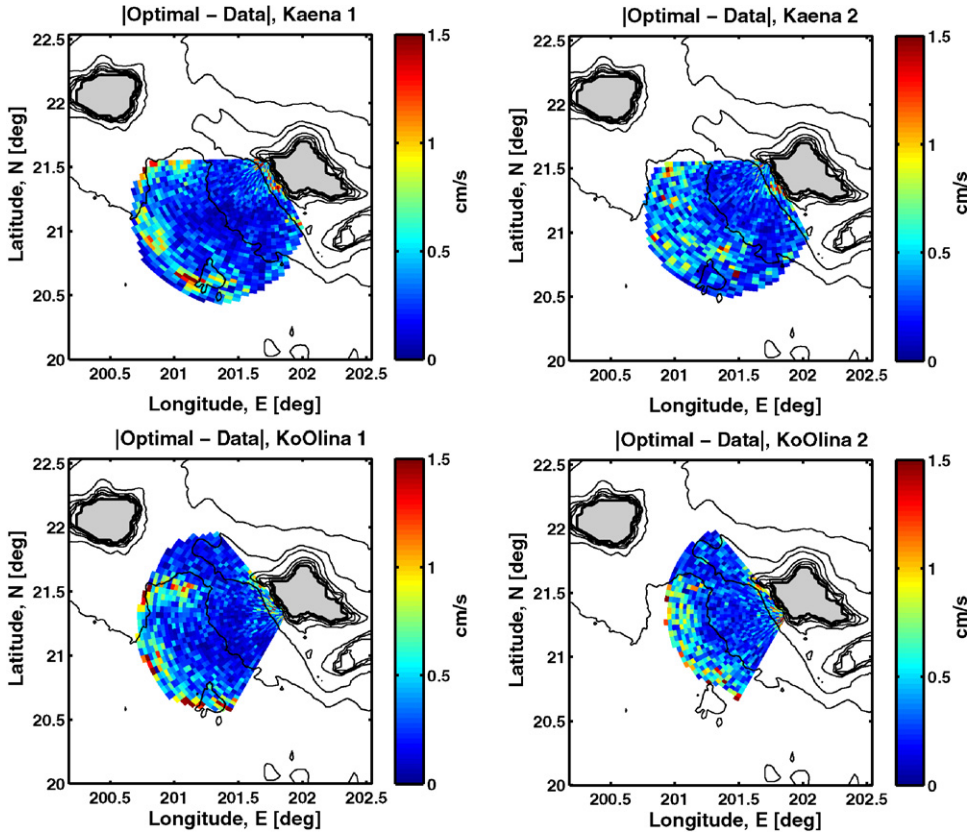 |Optimal − Data|, Kaena 1
22.5
22
21.5
21
20.5
20
Latitude, N [deg]
200.5 201 201.5 202 202.5
Longitude, E [deg]
1.5
1
0.5
0
cm/s
|Optimal − Data|, Kaena 2
22.5
22
21.5
21
20.5
20
Latitude, N [deg]
200.5 201 201.5 202 202.5
Longitude, E [deg]
1.5
1
0.5
0
cm/s
|Optimal − Data|, KoOlina 1
22.5
22
21.5
21
20.5
20
Latitude, N [deg]
200.5 201 201.5 202 202.5
Longitude, E [deg]
1.5
1
0.5
0
cm/s
|Optimal − Data|, KoOlina 2
22.5
22
21.5
21
20.5
20
Latitude, N [deg]
200.5 201 201.5 202 202.5
Longitude, E [deg]
1.5
1
0.5
0
cm/s